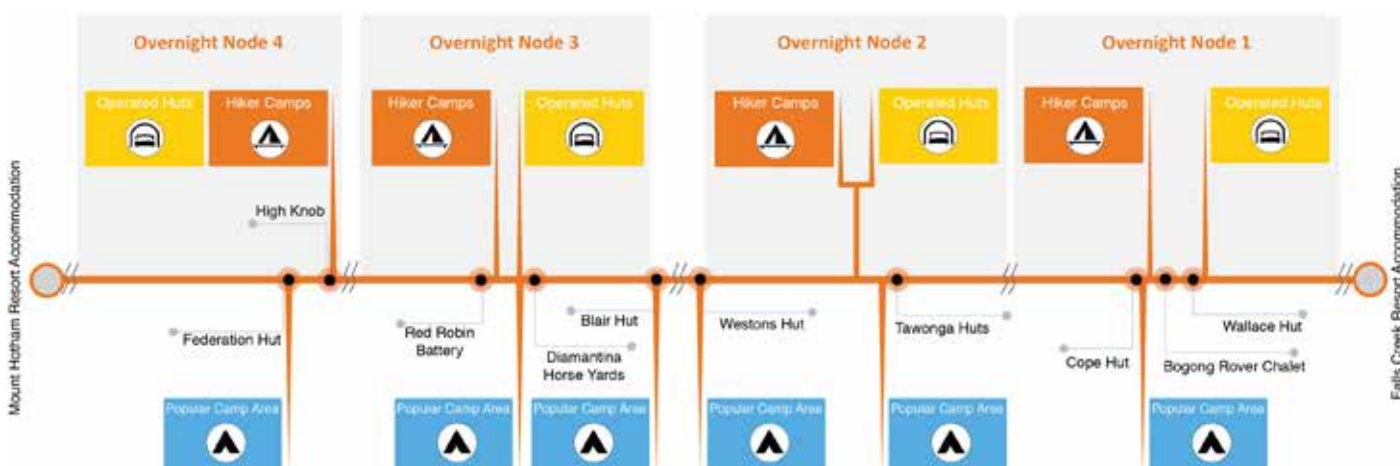 Overnight Node 4
Overnight Node 3
Overnight Node 2
Overnight Node 1
Operated Huts
Hiker Camps
Hiker Camps
Operated Huts
Hiker Camps
Operated Huts
Hiker Camps
Operated Huts
Mount Hotham Resort Accommodation
High Knob
Federation Hut
Red Robin
Battery
Diamantina
Horse Yards
Blair Hut
Westons Hut
Tawonga Huts
Cope Hut
Bogong Rover Chalet
Wallace Hut
Falls Creek Resort Accommodation
Popular Camp Area
Popular Camp Area
Popular Camp Area
Popular Camp Area
Popular Camp Area
Popular Camp Area